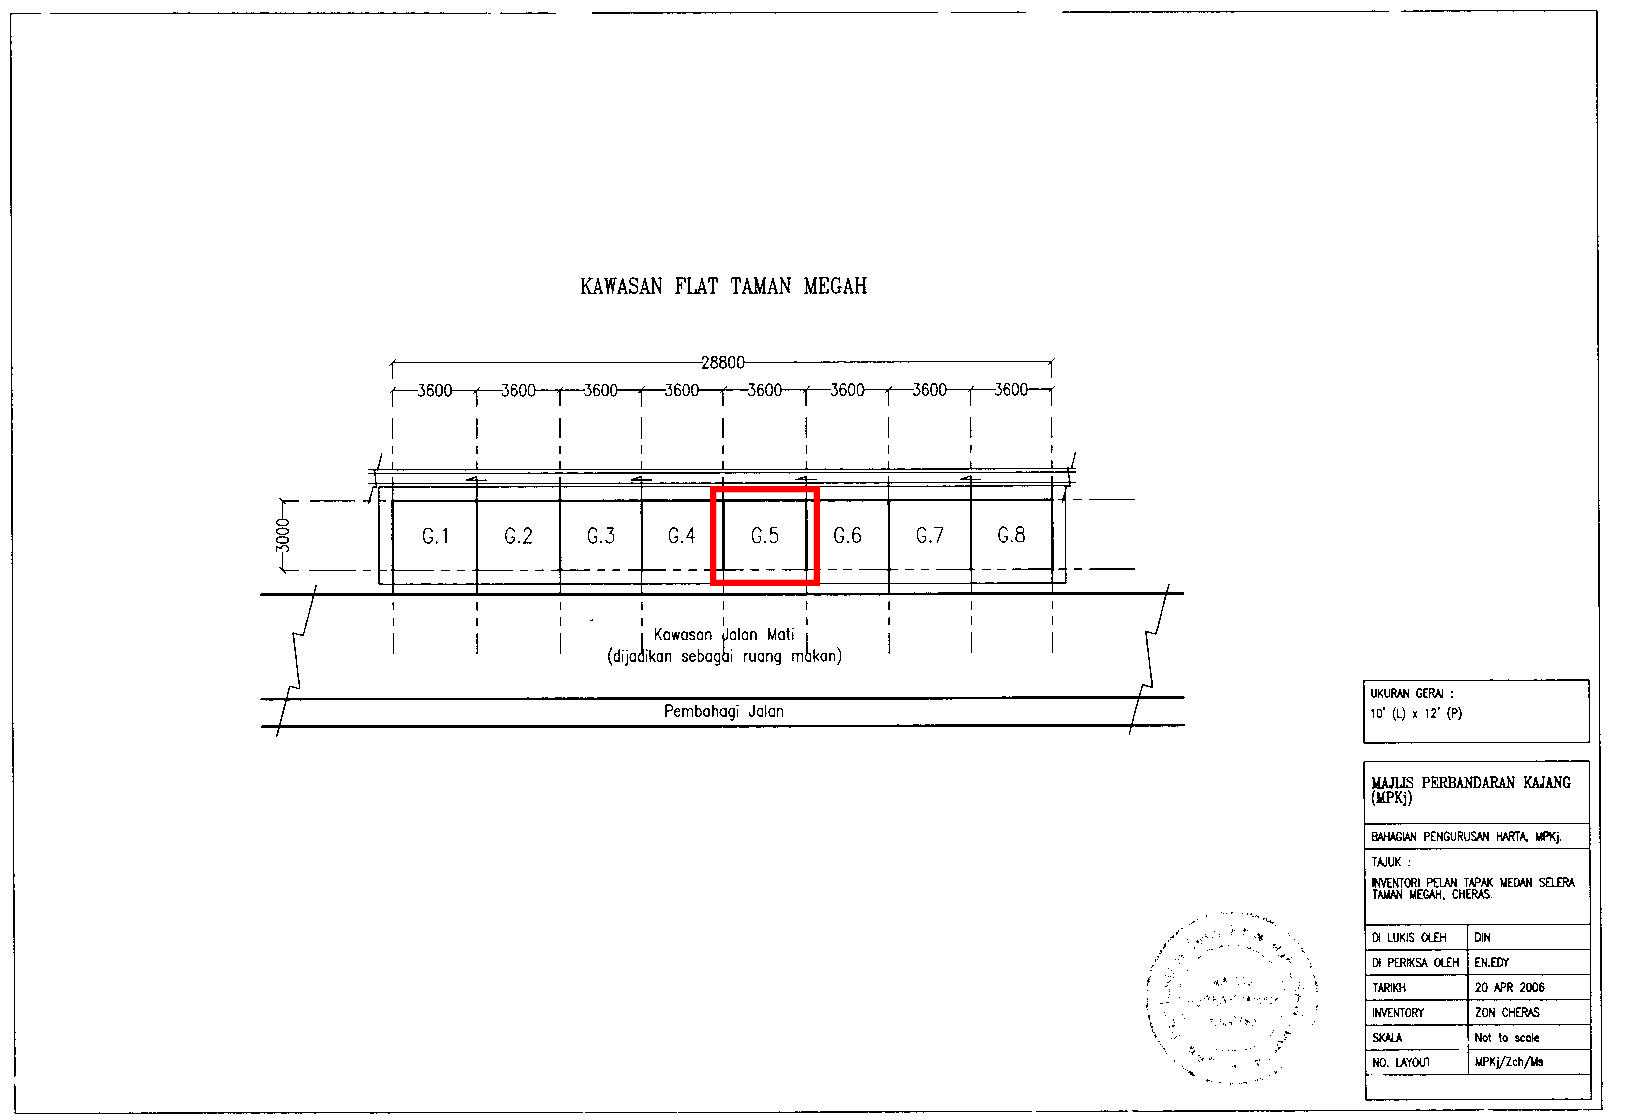 KAWASAN FLAT TAMAN MEGAH
28800
3600 3600 3600 3600 3600 3600 3600 3600
3000
G.1 G.2 G.3 G.4 G.5 G.6 G.7 G.8
Kawasan Jalan Mati
(dijadikan sebagai ruang makan)
Pembahagi Jalan
UKURAN GERAI :
10' (L) x 12' (P)
MAJLIS PERBANDARAN KAJANG
(MPKj)
BAHAGIAN PENGURUSAN HARTA, MPKj.
TAJUK :
INVENTORI PELAN TAPAK MEDAN SELERA
TAMAN MEGAH, CHERAS.
DI LUKIS OLEH DIN
DI PERIKSA OLEH EN.EDY
TARIKH 20 APR 2006
INVENTORY ZON CHERAS
SKALA Not to scale
NO. LAYOUT MPKj/Zch/Ms